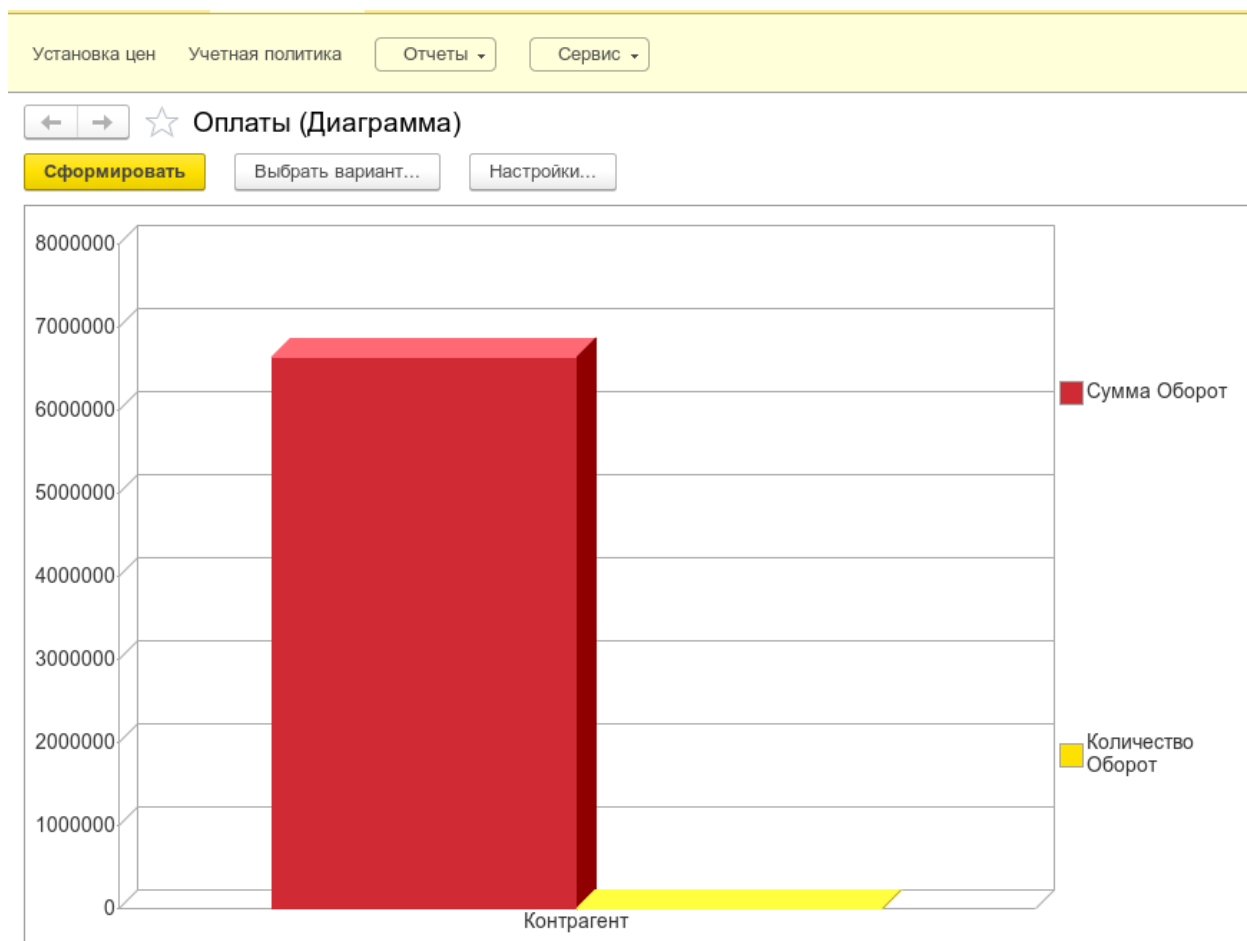 Установка цен Учетная политика Отчеты Сервис
Оплаты (Диаграмма)
Сформировать Выбрать вариант... Настройки...
8000000
7000000
6000000
Сумма Оборот
5000000
4000000
3000000
2000000
Количество
Оборот
1000000
0
Контрагент